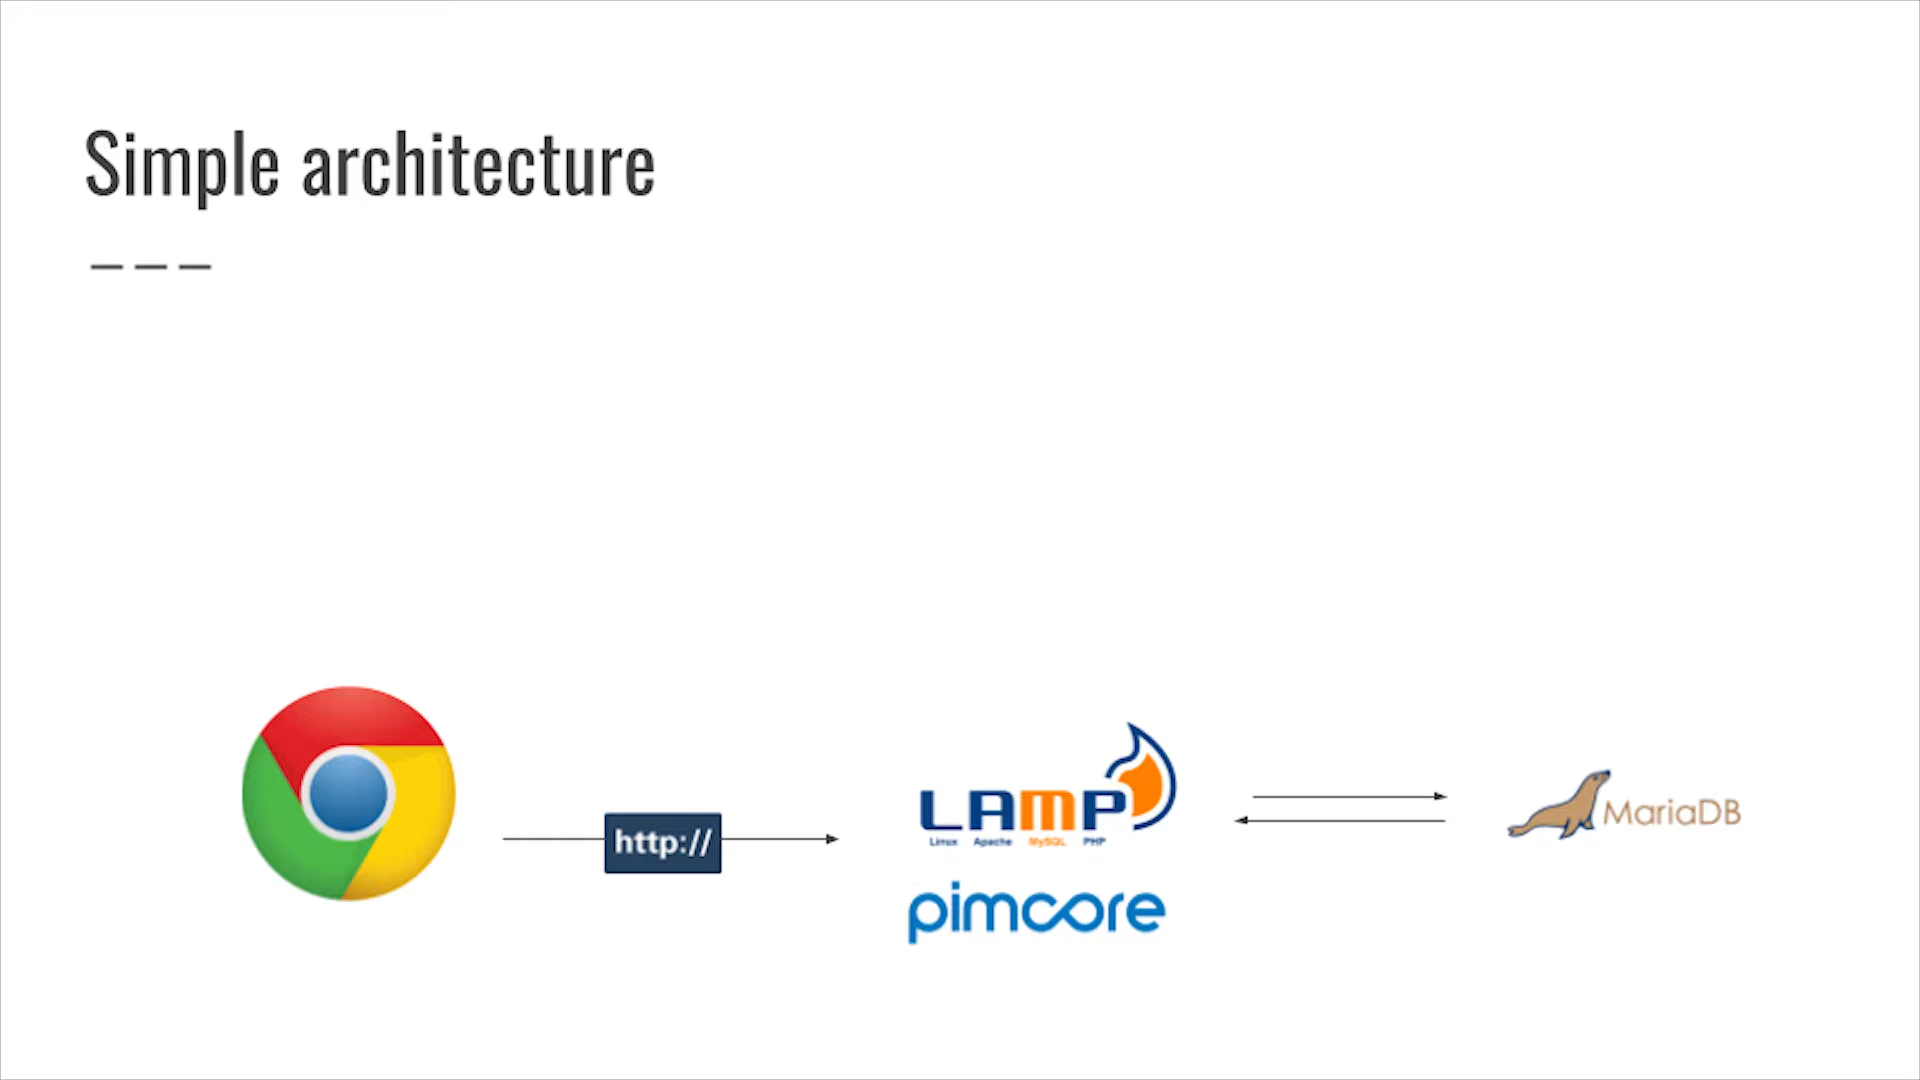 Simple architecture
http://
LAMP
Linux Apache MySQL PHP
pimcore
MariaDB